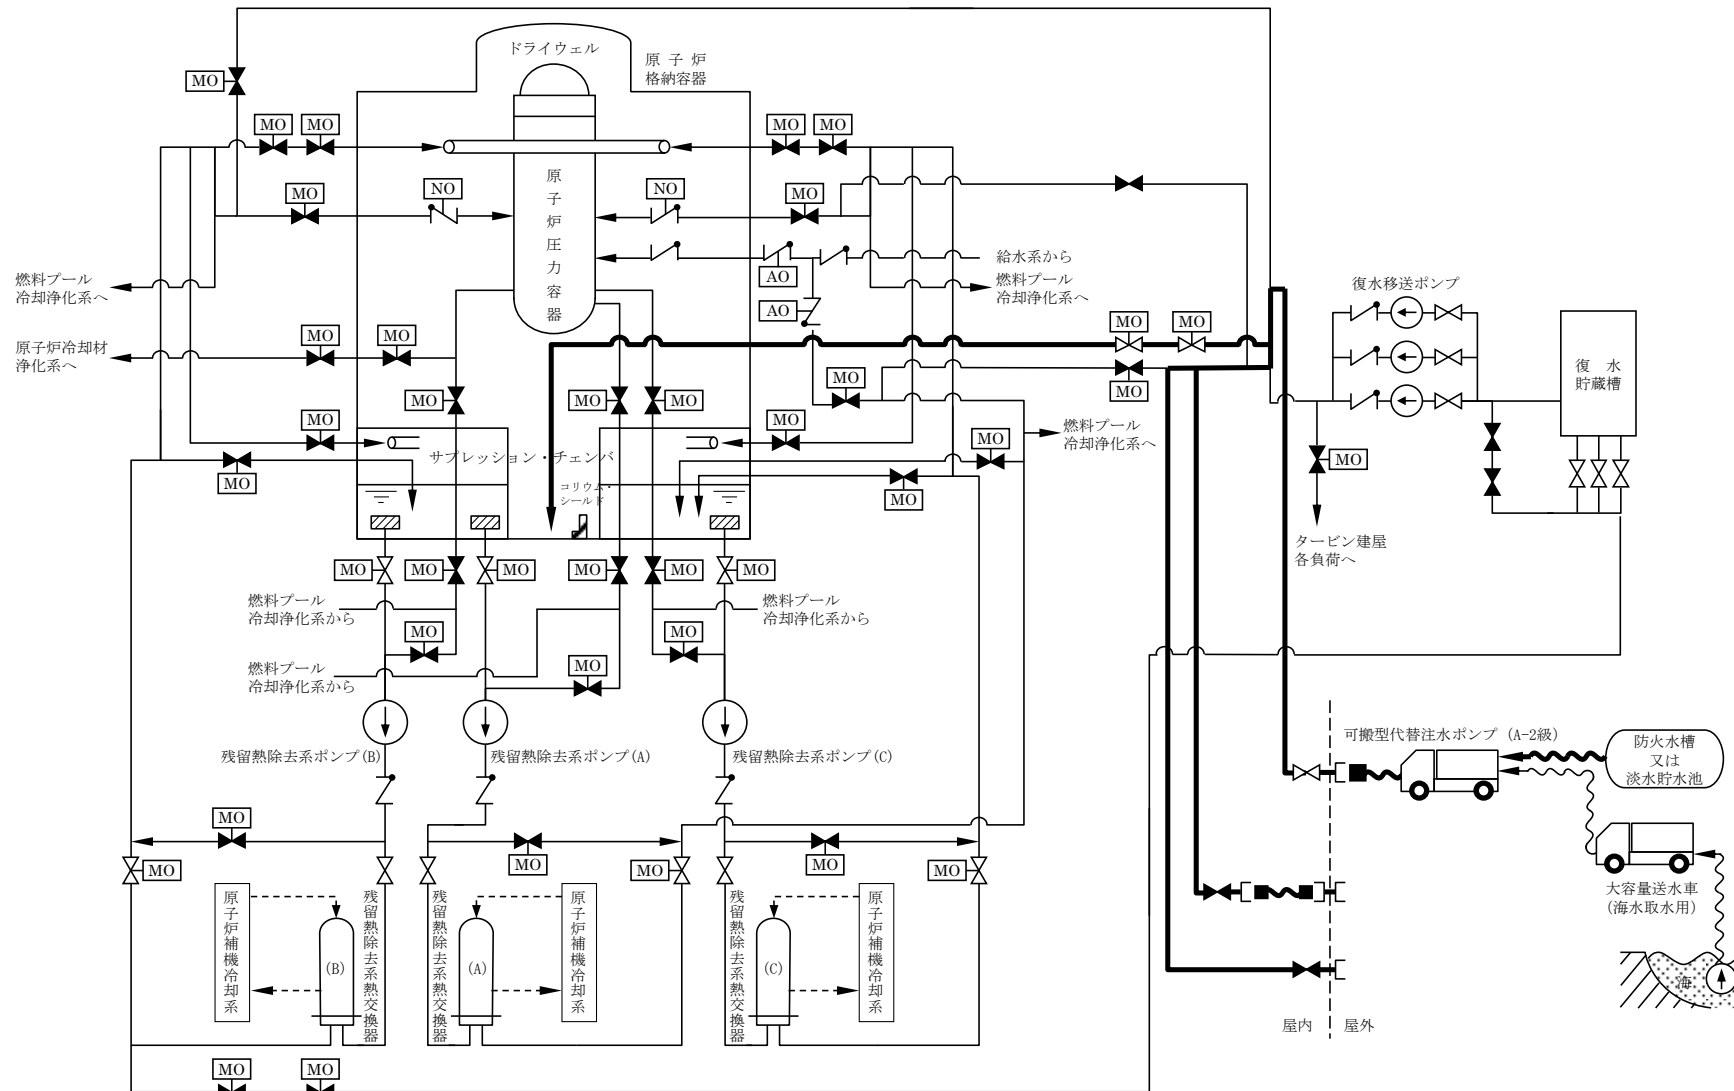 MO
ドライウェル
原子炉
格納容器
MO
MO
MO
MO
原子炉圧力容器
MO
NO
NO
MO
AO
給水系から
燃料プール
冷却浄化系へ
燃料プール
冷却浄化系へ
AO
復水移送ポンプ
MO
MO
原子炉冷却材
浄化系へ
MO
MO
復水
貯蔵槽
MO
MO
MO
MO
MO
MO
MO
MO
燃料プール
冷却浄化系へ
サプレッション・チェンバ
MO
MO
MO
MO
コリウム・
シールド
タービン建屋
各負荷へ
MO
MO
MO
MO
MO
MO
燃料プール
冷却浄化系から
燃料プール
冷却浄化系から
MO
MO
燃料プール
冷却浄化系から
MO
残留熱除去系ポンプ(B)
残留熱除去系ポンプ(A)
残留熱除去系ポンプ(C)
可搬型代替注水ポンプ(A-2級)
防火水槽
又は
淡水貯水池
MO
MO
MO
MO
MO
MO
大容量送水車
(海水取水用)
原子炉補機冷却系
(B)
残留熱除去系熱交換器
残留熱除去系熱交換器
(A)
原子炉補機冷却系
残留熱除去系熱交換器
(C)
原子炉補機冷却系
海
屋内
屋外
MO
MO